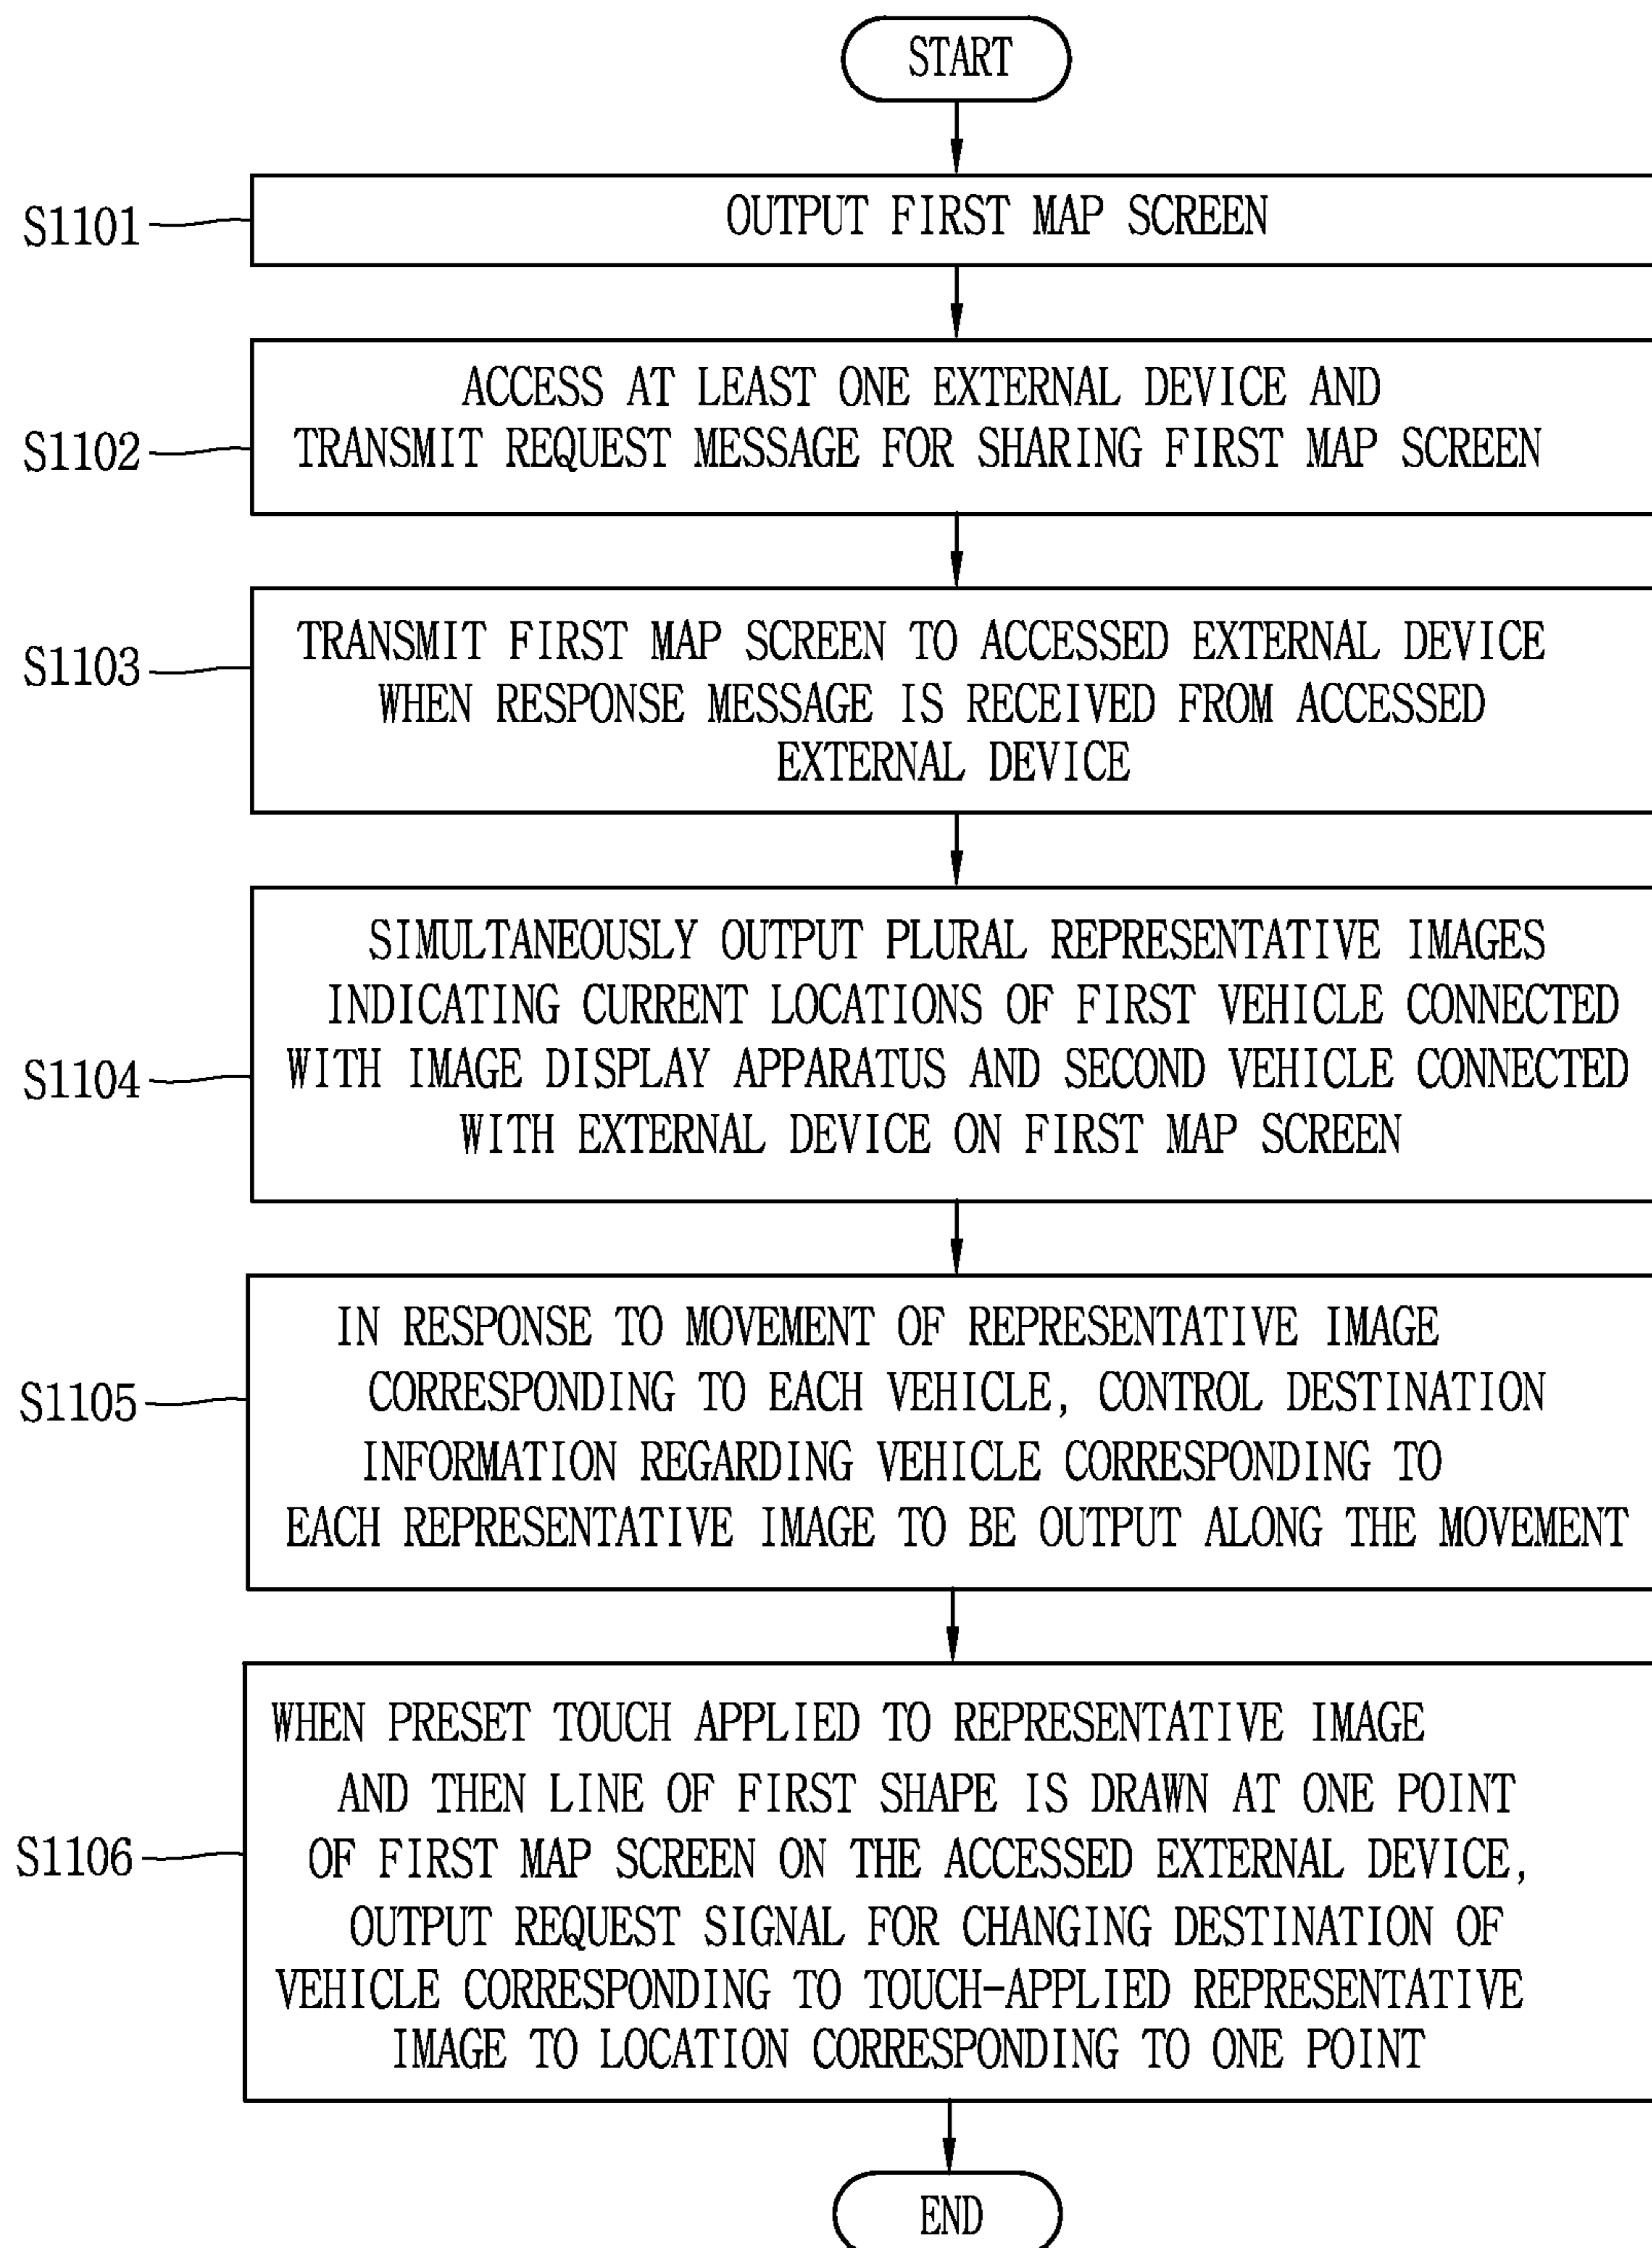 START
S1101
OUTPUT FIRST MAP SCREEN
S1102
ACCESS AT LEAST ONE EXTERNAL DEVICE AND
TRANSMIT REQUEST MESSAGE FOR SHARING FIRST MAP SCREEN
S1103
TRANSMIT FIRST MAP SCREEN TO ACCESSED EXTERNAL DEVICE
WHEN RESPONSE MESSAGE IS RECEIVED FROM ACCESSED
EXTERNAL DEVICE
S1104
SIMULTANEOUSLY OUTPUT PLURAL REPRESENTATIVE IMAGES
INDICATING CURRENT LOCATIONS OF FIRST VEHICLE CONNECTED
WITH IMAGE DISPLAY APPARATUS AND SECOND VEHICLE CONNECTED
WITH EXTERNAL DEVICE ON FIRST MAP SCREEN
S1105
IN RESPONSE TO MOVEMENT OF REPRESENTATIVE IMAGE
CORRESPONDING TO EACH VEHICLE, CONTROL DESTINATION
INFORMATION REGARDING VEHICLE CORRESPONDING TO
EACH REPRESENTATIVE IMAGE TO BE OUTPUT ALONG THE MOVEMENT
S1106
WHEN PRESET TOUCH APPLIED TO REPRESENTATIVE IMAGE
AND THEN LINE OF FIRST SHAPE IS DRAWN AT ONE POINT
OF FIRST MAP SCREEN ON THE ACCESSED EXTERNAL DEVICE,
OUTPUT REQUEST SIGNAL FOR CHANGING DESTINATION OF
VEHICLE CORRESPONDING TO TOUCH-APPLIED REPRESENTATIVE
IMAGE TO LOCATION CORRESPONDING TO ONE POINT
END